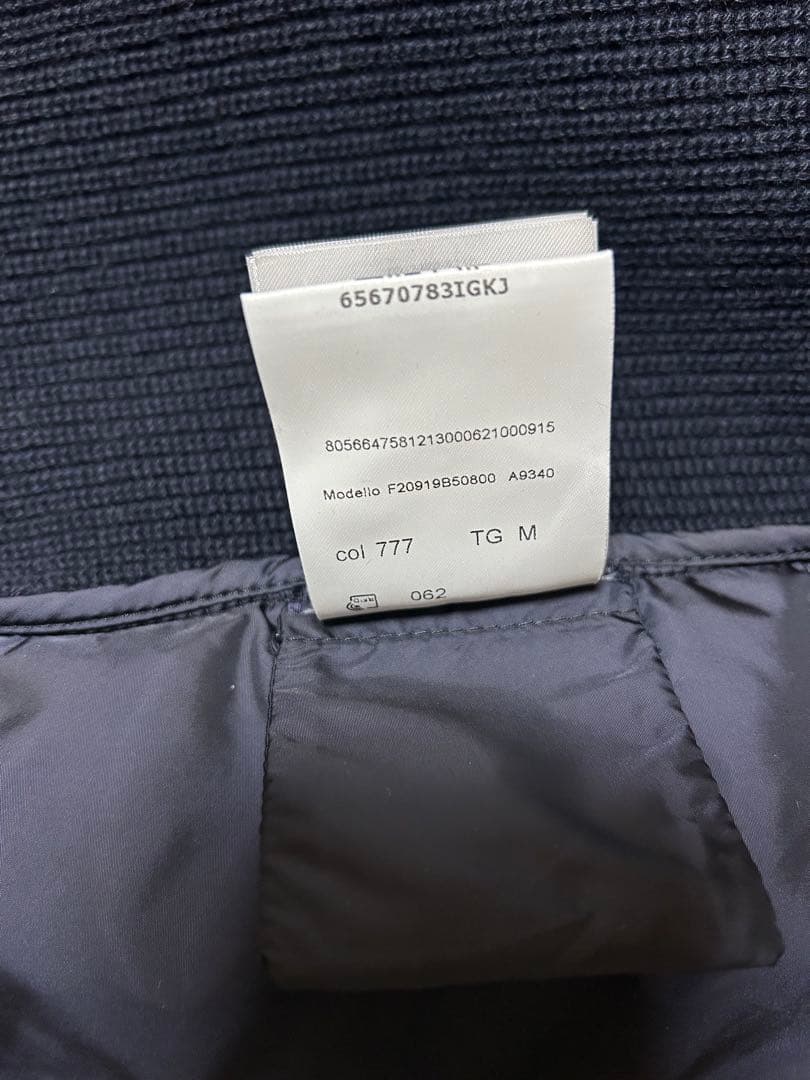 65670783IGKJ
8056647581213000621000915
Modello F20919B50800 A9340
col 777 TG M
062